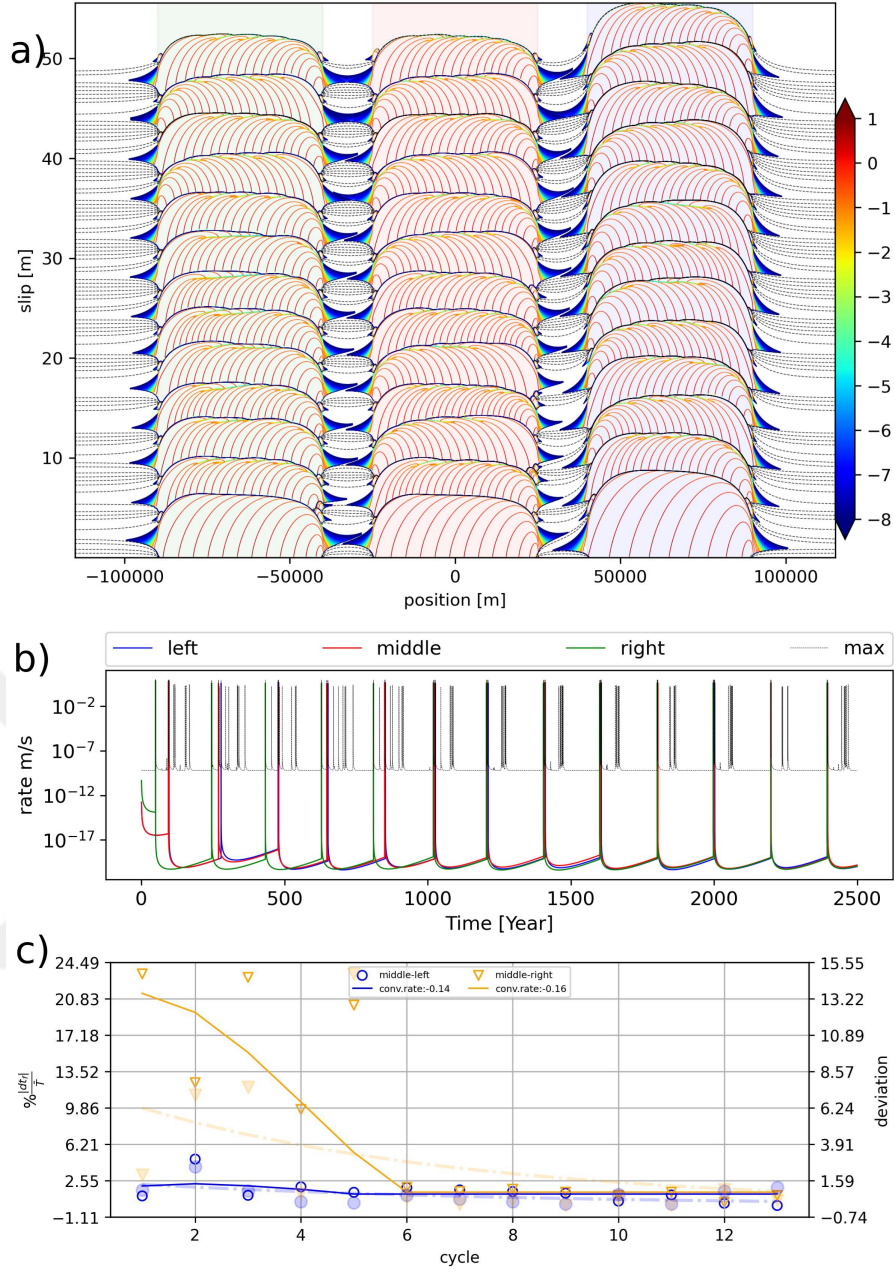 a)
50
40
30
20
10
slip [m]
−100000 −50000 0 50000 100000
position [m]
1
0
−1
−2
−3
−4
−5
−6
−7
−8
b)
left middle right max
10⁻²
10⁻⁷
10⁻¹²
10⁻¹⁷
rate m/s
0 500 1000 1500 2000 2500
Time [Year]
c)
middle-left middle-right
conv.rate:-0.14 conv.rate:-0.16
24.49 15.55
20.83 13.22
17.18 10.89
13.52 8.57
9.86 6.24
6.21 3.91
2.55 1.59
-1.11 -0.74
% |dtr| / T̄
deviation
2 4 6 8 10 12
cycle